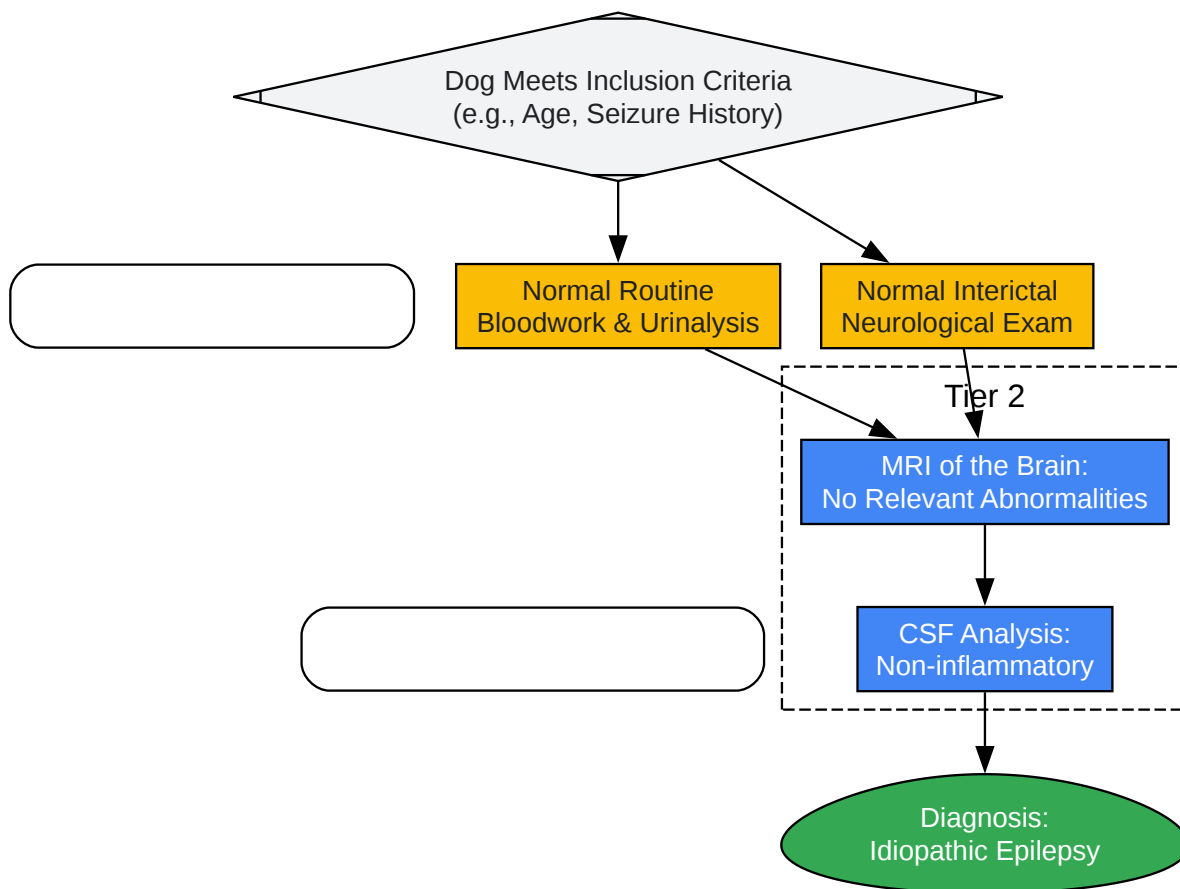 Dog Meets Inclusion Criteria
(e.g., Age, Seizure History)
Normal Routine
Bloodwork & Urinalysis
Normal Interictal
Neurological Exam
Tier 2
MRI of the Brain:
No Relevant Abnormalities
CSF Analysis:
Non-inflammatory
Diagnosis:
Idiopathic Epilepsy